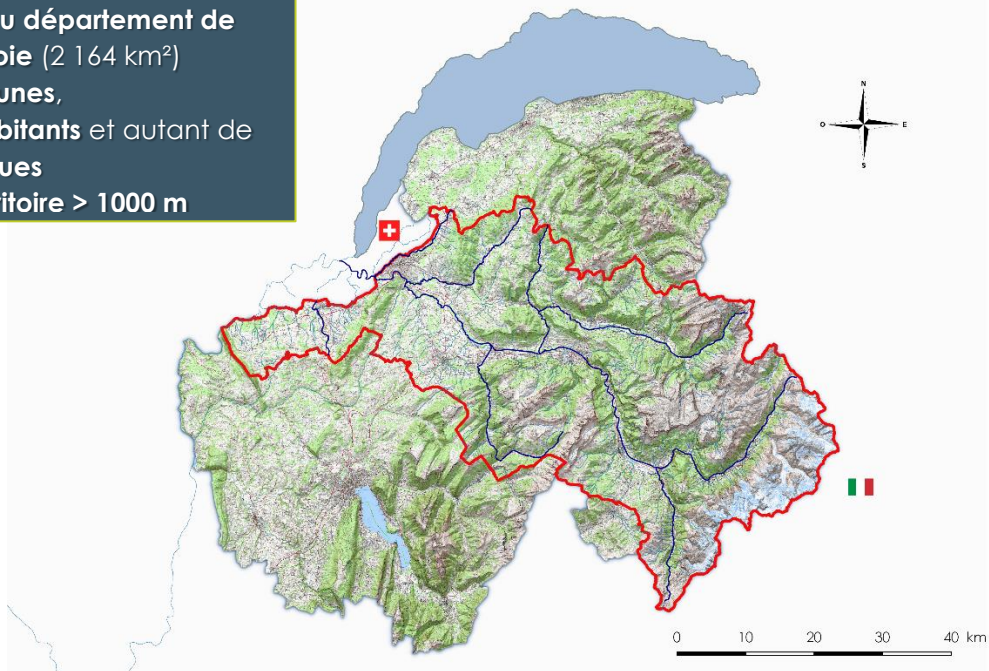 u département de
oie (2 164 km²)
unes,
bitants et autant de
ues
itoire > 1000 m
N
O
E
S
0 10 20 30 40 km